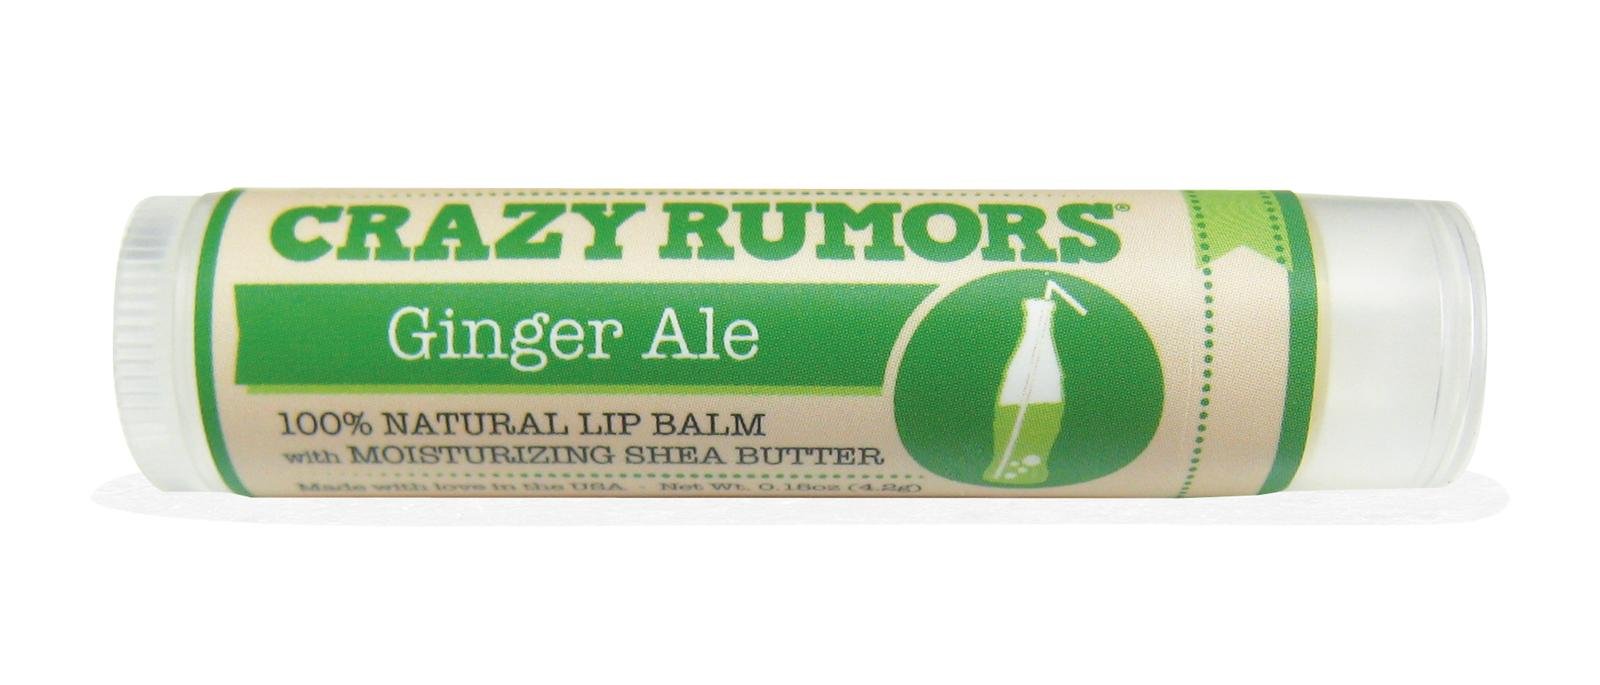 CRAZY RUMORS®
Ginger Ale
100% NATURAL LIP BALM
with MOISTURIZING SHEA BUTTER
Made with love in the USA · Net Wt. 0.15oz (4.2g)